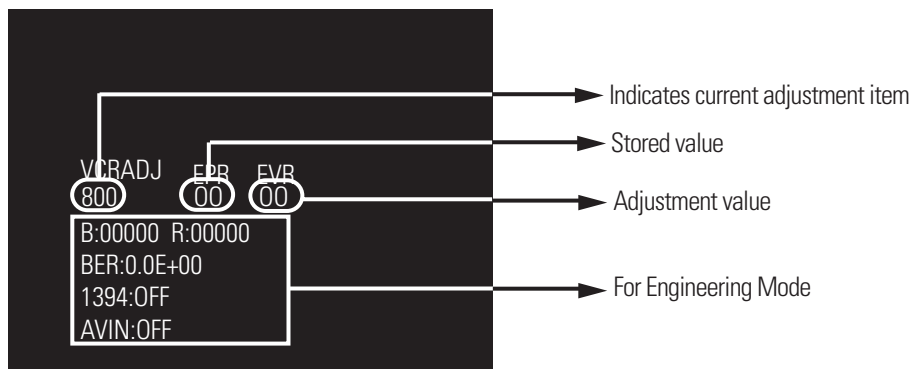 Indicates current adjustment item
Stored value
VCRADJ EPR EVR
800 00 00
Adjustment value
B:00000 R:00000
BER:0.0E+00
1394:OFF
For Engineering Mode
AVIN:OFF